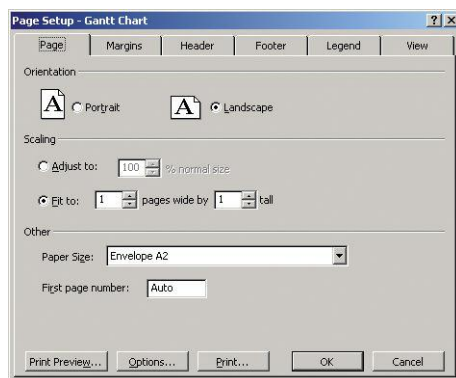 Page Setup - Gantt Chart
Page Margins Header Footer Legend View
Orientation
A Portrait A Landscape
Scaling
Adjust to: 100 % normal size
Fit to: 1 pages wide by 1 tall
Other
Paper Size: Envelope A2
First page number: Auto
Print Preview... Options... Print... OK Cancel